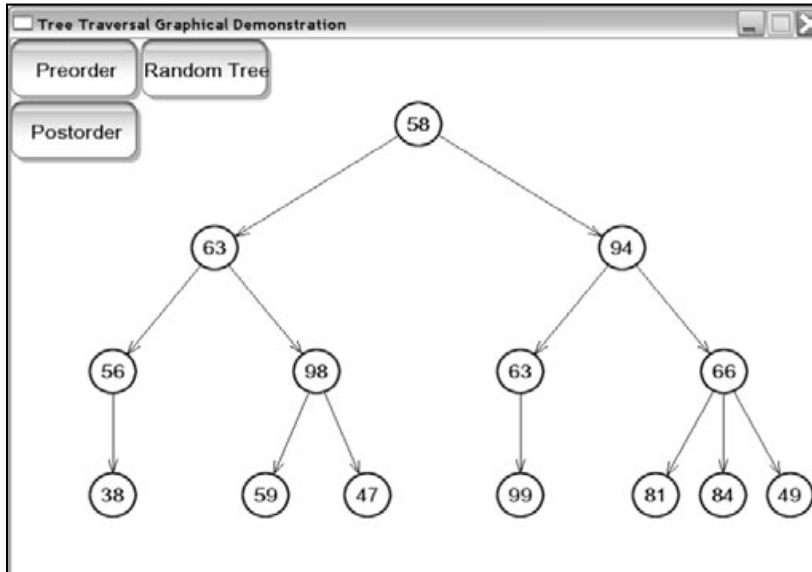 Tree Traversal Graphical Demonstration
Preorder Random Tree
Postorder
58
63 94
56 98 63 66
38 59 47 99 81 84 49